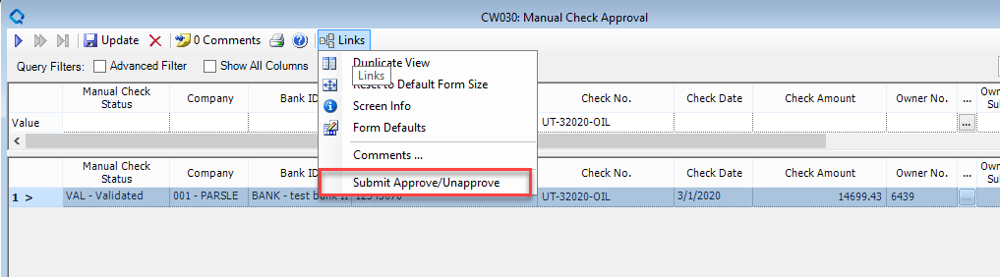 CW030: Manual Check Approval
Update 0 Comments Links
Query Filters: Advanced Filter Show All Columns
Duplicate View
Links
Reset to Default Form Size
Screen Info
Form Defaults
Comments ...
Submit Approve/Unapprove
Manual Check Status Company Bank ID Check No. Check Date Check Amount Owner No. ... Own Su
Value UT-32020-OIL ...
Manual Check Status Company Bank ID Check No. Check Date Check Amount Owner No. ... Own Su
1 > VAL - Validated 001 - PARSLE BANK - test bank II 12345678 UT-32020-OIL 3/1/2020 14699.43 6439 ...